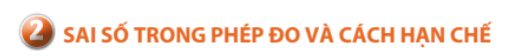 2 SAI SỐ TRONG PHÉP ĐO VÀ CÁCH HẠN CHẾ